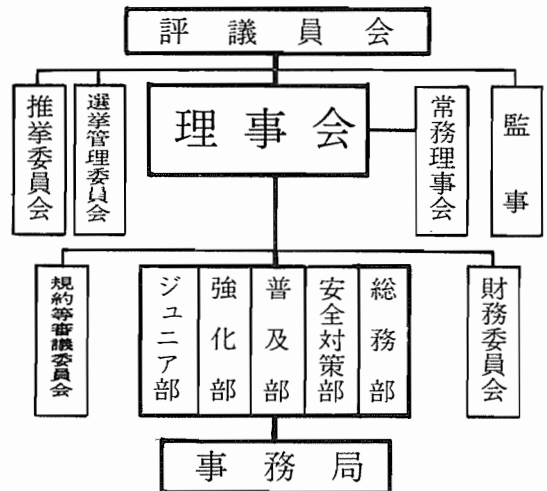 評議員会
推挙委員会
選挙管理委員会
理事会
常務理事会
監事
規約等審議委員会
ジュニア部
強化部
普及部
安全対策部
総務部
財務委員会
事務局